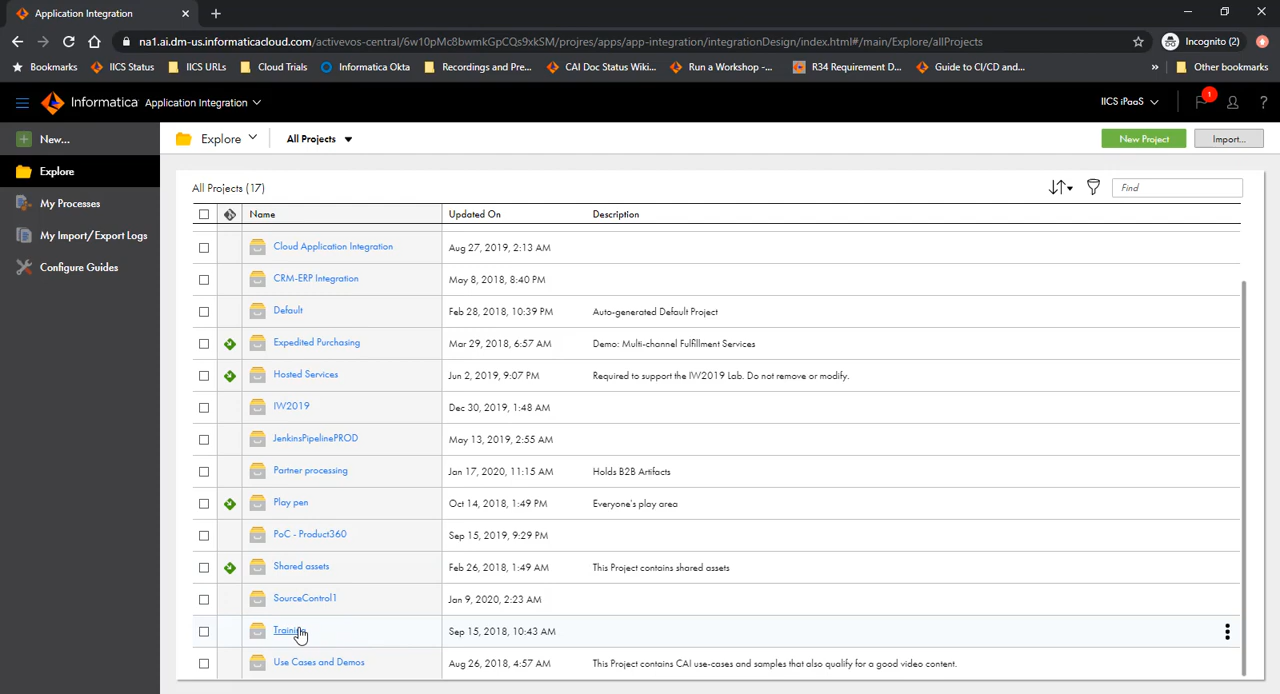 Application Integration
na1.ai.dm-us.informaticacloud.com/activevos-central/6w10pMc8bwmkGpCQs9xkSM/projres/apps/app-integration/integrationDesign/index.html#/main/Explore/allProjects
Incognito (2)
Bookmarks IICS Status IICS URLs Cloud Trials Informatica Okta Recordings and Pre... CAI Doc Status Wiki... Run a Workshop -... R34 Requirement D... Guide to CI/CD and... » Other bookmarks
Informatica Application Integration IICS iPaaS 1 ?
New... Explore All Projects New Project Import...
Explore
My Processes
My Import/Export Logs
Configure Guides
All Projects (17) Find
Name Updated On Description
Cloud Application Integration Aug 27, 2019, 2:13 AM
CRM-ERP Integration May 8, 2018, 8:40 PM
Default Feb 28, 2018, 10:39 PM Auto-generated Default Project
Expedited Purchasing Mar 29, 2018, 6:57 AM Demo: Multi-channel Fulfillment Services
Hosted Services Jun 2, 2019, 9:07 PM Required to support the IW2019 Lab. Do not remove or modify.
IW2019 Dec 30, 2019, 1:48 AM
JenkinsPipelinePROD May 13, 2019, 2:55 AM
Partner processing Jan 17, 2020, 11:15 AM Holds B2B Artifacts
Play pen Oct 14, 2018, 1:49 PM Everyone's play area
PoC - Product360 Sep 15, 2019, 9:29 PM
Shared assets Feb 26, 2018, 1:49 AM This Project contains shared assets
SourceControl1 Jan 9, 2020, 2:23 AM
Training Sep 15, 2018, 10:43 AM
Use Cases and Demos Aug 26, 2018, 4:57 AM This Project contains CAI use-cases and samples that also qualify for a good video content.